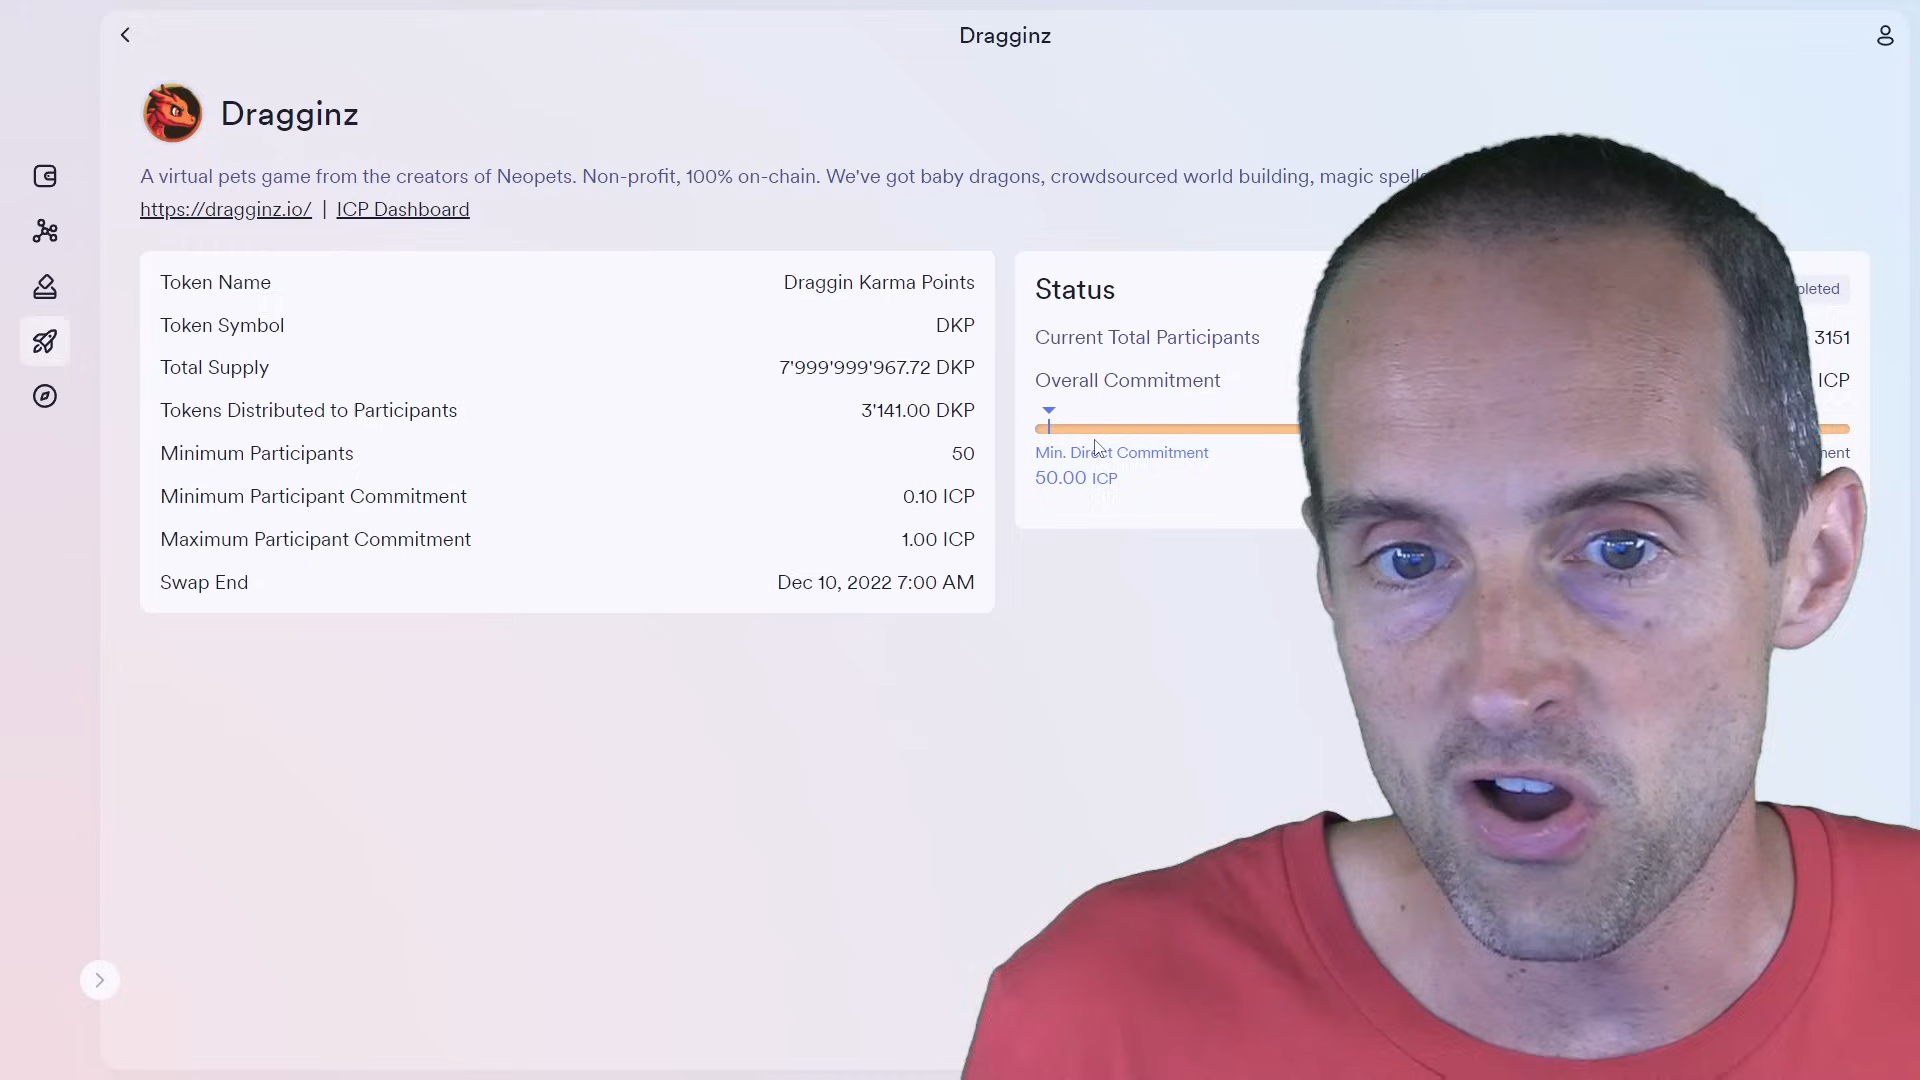 Dragginz
Dragginz
A virtual pets game from the creators of Neopets. Non-profit, 100% on-chain. We've got baby dragons, crowdsourced world building, magic
https://dragginz.io/ | ICP Dashboard
Token Name Draggin Karma Points
Token Symbol DKP
Total Supply 7'999'999'967.72 DKP
Tokens Distributed to Participants 3'141.00 DKP
Minimum Participants 50
Minimum Participant Commitment 0.10 ICP
Maximum Participant Commitment 1.00 ICP
Swap End Dec 10, 2022 7:00 AM
Status
Current Total Participants 3151
Overall Commitment ICP
Min. Direct Commitment
50.00 ICP